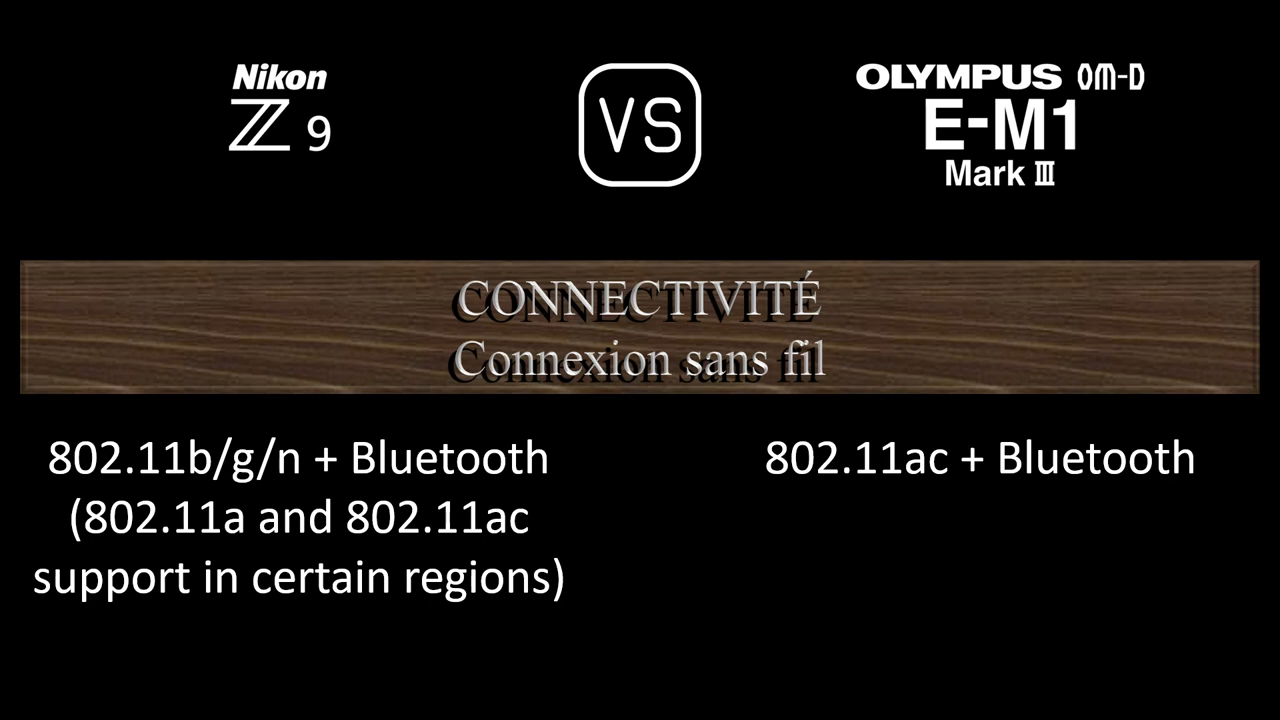 Nikon
Z 9
VS
OLYMPUS OM-D
E-M1
Mark III
CONNECTIVITÉ
Connexion sans fil
802.11b/g/n + Bluetooth
(802.11a and 802.11ac
support in certain regions)
802.11ac + Bluetooth